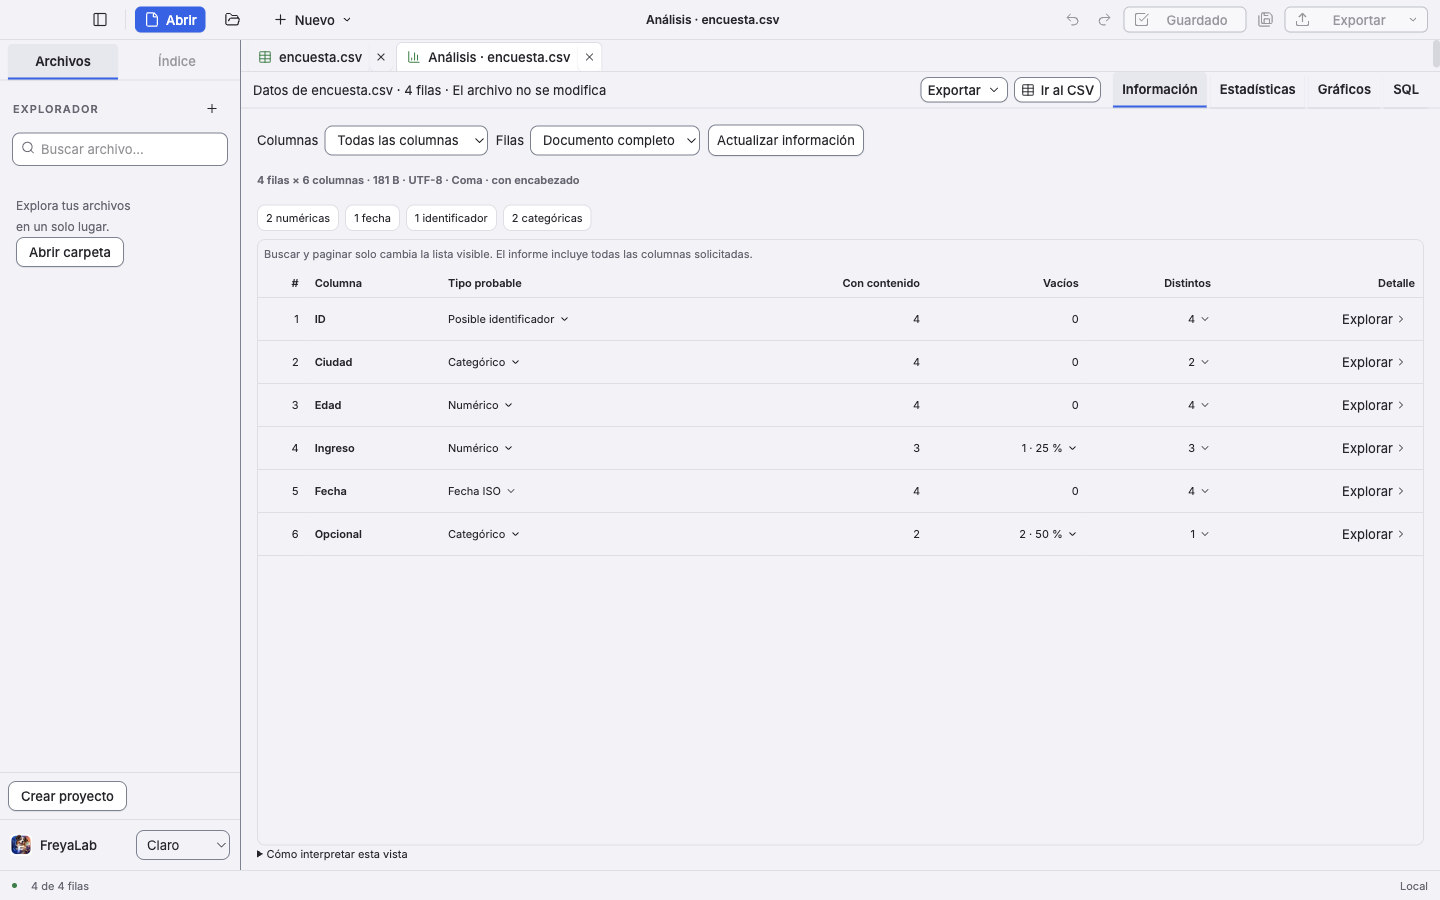 Abrir
Nuevo
Análisis · encuesta.csv
Guardado
Exportar
Archivos
Índice
encuesta.csv
Análisis · encuesta.csv
EXPLORADOR
Buscar archivo...
Explora tus archivos
en un solo lugar.
Abrir carpeta
Crear proyecto
FreyaLab
Claro
Datos de encuesta.csv · 4 filas · El archivo no se modifica
Exportar
Ir al CSV
Información
Estadísticas
Gráficos
SQL
Columnas Todas las columnas Filas Documento completo Actualizar información
4 filas × 6 columnas · 181 B · UTF-8 · Coma · con encabezado
2 numéricas 1 fecha 1 identificador 2 categóricas
Buscar y paginar solo cambia la lista visible. El informe incluye todas las columnas solicitadas.
# Columna Tipo probable Con contenido Vacíos Distintos Detalle
1 ID Posible identificador 4 0 4 Explorar
2 Ciudad Categórico 4 0 2 Explorar
3 Edad Numérico 4 0 4 Explorar
4 Ingreso Numérico 3 1 · 25 % 3 Explorar
5 Fecha Fecha ISO 4 0 4 Explorar
6 Opcional Categórico 2 2 · 50 % 1 Explorar
Cómo interpretar esta vista
4 de 4 filas
Local